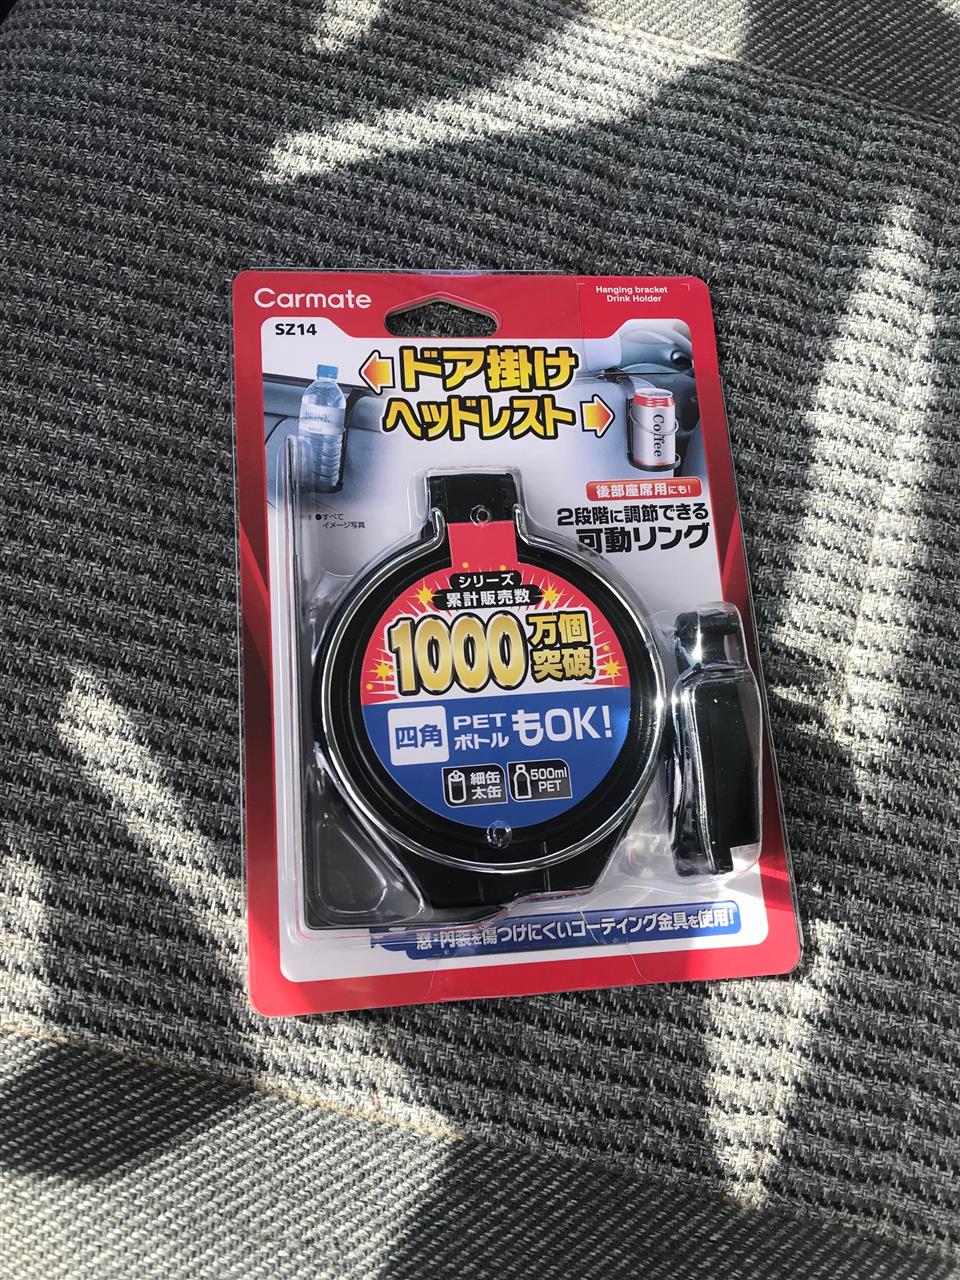 Carmate
Hanging bracket
Drink Holder
SZ14
ドア掛け
ヘッドレスト
DRINK
Coffee
後部座席用にも!
2段階に調節できる
可動リング
●すべて
イメージ写真
シリーズ
累計販売数
1000万個
突破
四角 PET
ボトル もOK!
細缶
太缶
500ml
PET
窓・内装を傷つけにくいコーティング金具を使用!